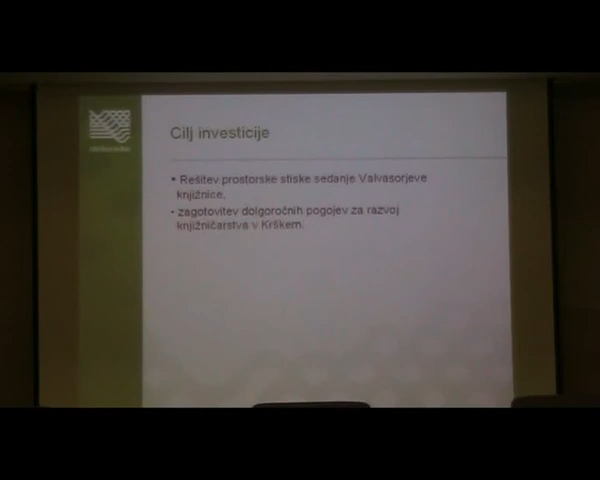 Cilj investicije
• Rešitev prostorske stiske sedanje Valvasorjeve
knjižnice,
• zagotovitev dolgoročnih pogojev za razvoj
knjižničarstva v Krškem.